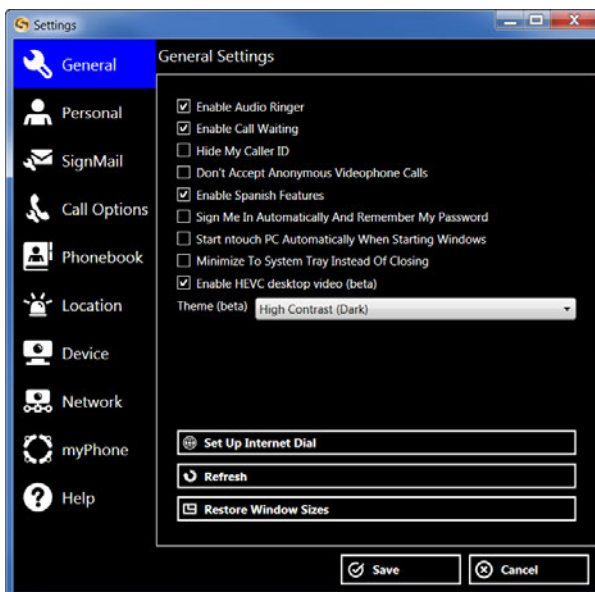 Settings
General
Personal
SignMail
Call Options
Phonebook
Location
Device
Network
myPhone
Help
General Settings
Enable Audio Ringer
Enable Call Waiting
Hide My Caller ID
Don't Accept Anonymous Videophone Calls
Enable Spanish Features
Sign Me In Automatically And Remember My Password
Start ntouch PC Automatically When Starting Windows
Minimize To System Tray Instead Of Closing
Enable HEVC desktop video (beta)
Theme (beta) High Contrast (Dark)
Set Up Internet Dial
Refresh
Restore Window Sizes
Save Cancel